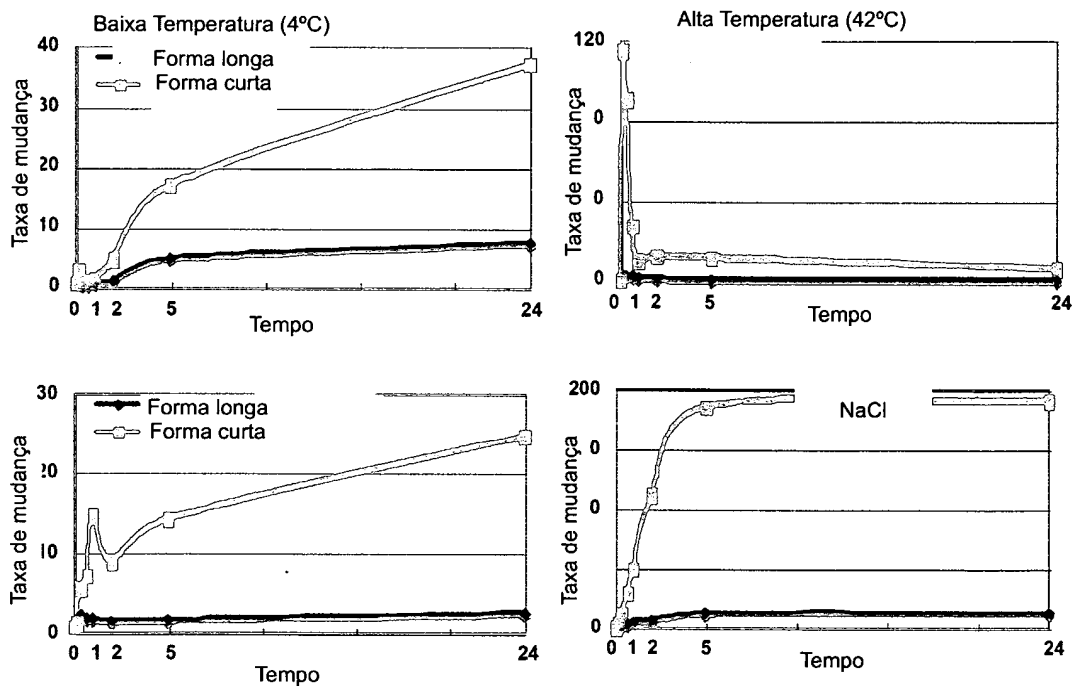 Baixa Temperatura (4ºC)
40
30
20
10
0
Taxa de mudança
Forma longa
Forma curta
0 1 2 5 24
Tempo
Alta Temperatura (42ºC)
120
0
0
0
Taxa de mudança
0 1 2 5 24
Tempo
30
20
10
0
Taxa de mudança
Forma longa
Forma curta
0 1 2 5 24
Tempo
NaCl
200
0
0
0
Taxa de mudança
0 1 2 5 24
Tempo